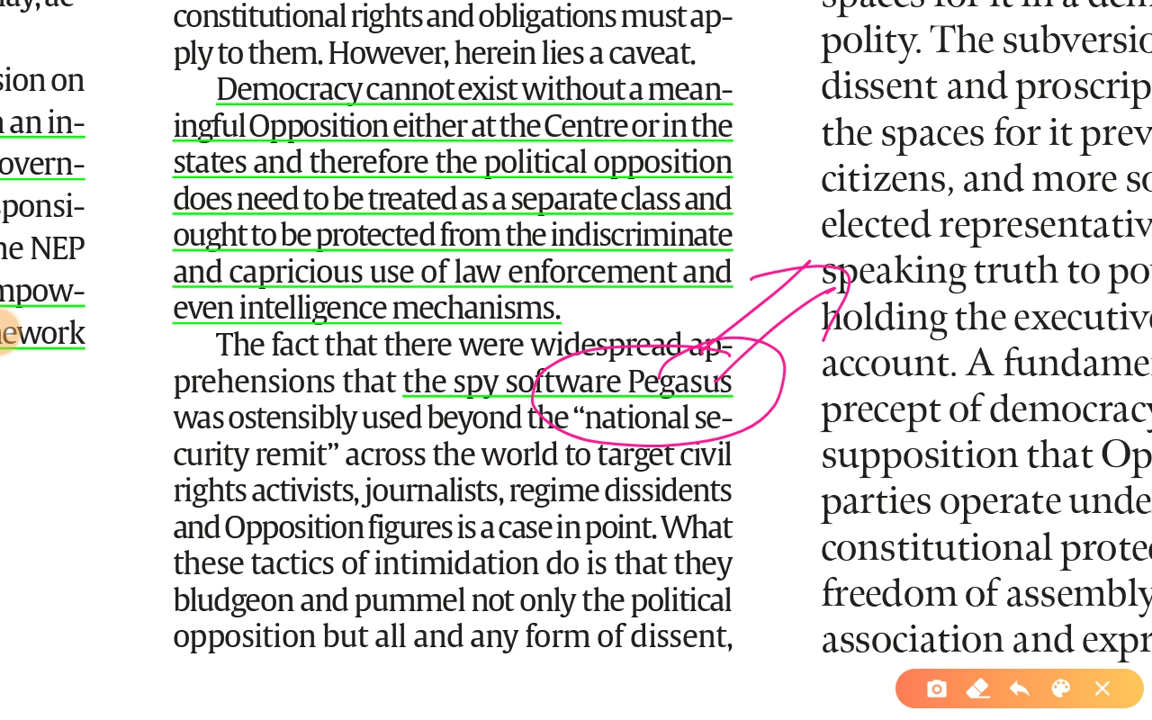 sion on
an in-
overn-
ponsi-
ne NEP
mpow-
ework
constitutional rights and obligations must ap-
ply to them. However, herein lies a caveat.
Democracy cannot exist without a mean-
ingful Opposition either at the Centre or in the
states and therefore the political opposition
does need to be treated as a separate class and
ought to be protected from the indiscriminate
and capricious use of law enforcement and
even intelligence mechanisms.
The fact that there were widespread ap-
prehensions that the spy software Pegasus
was ostensibly used beyond the “national se-
curity remit” across the world to target civil
rights activists, journalists, regime dissidents
and Opposition figures is a case in point. What
these tactics of intimidation do is that they
bludgeon and pummel not only the political
opposition but all and any form of dissent,
polity. The subversio
dissent and proscrip
the spaces for it prev
citizens, and more so
elected representativ
speaking truth to po
holding the executive
account. A fundame
precept of democracy
supposition that Op
parties operate unde
constitutional prote
freedom of assembly
association and expr